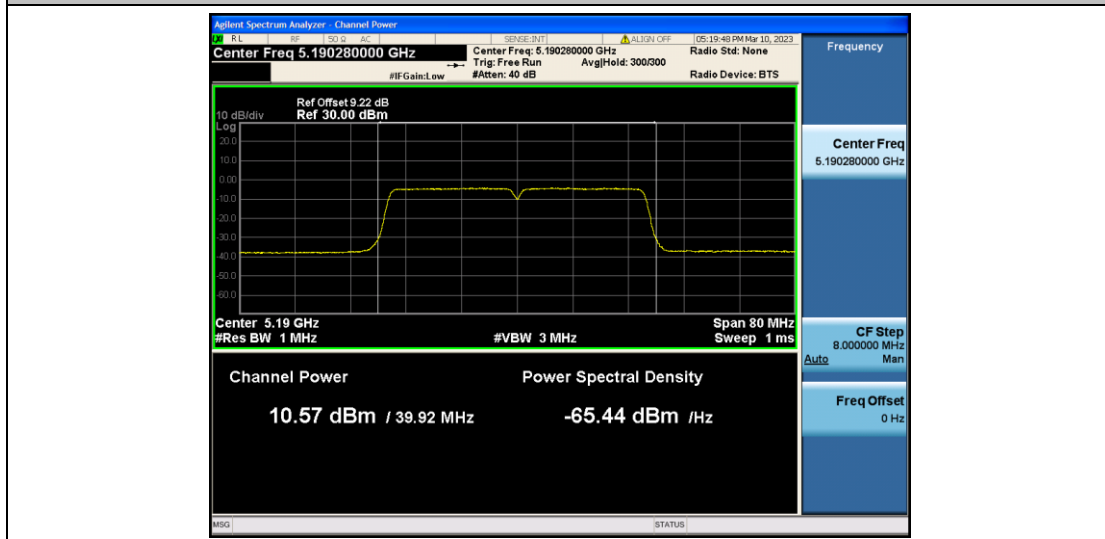 Agilent Spectrum Analyzer - Channel Power
RL RF 50 Ω AC SENSE:INT ALIGN OFF 05:19:48 PM Mar 10, 2023
Center Freq 5.190280000 GHz
Center Freq: 5.190280000 GHz
Radio Std: None
Trig: Free Run Avg|Hold: 300/300
#IFGain:Low
#Atten: 40 dB
Radio Device: BTS
Ref Offset 9.22 dB
10 dB/div Ref 30.00 dBm
Log
20.0
10.0
0.00
-10.0
-20.0
-30.0
-40.0
-50.0
-60.0
Center 5.19 GHz
Span 80 MHz
#Res BW 1 MHz
#VBW 3 MHz
Sweep 1 ms
Channel Power
Power Spectral Density
10.57 dBm / 39.92 MHz
-65.44 dBm /Hz
MSG
STATUS
Frequency
Center Freq
5.190280000 GHz
CF Step
8.000000 MHz
Auto Man
Freq Offset
0 Hz